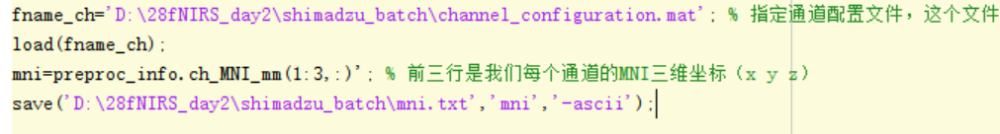 fname_ch='D:\28fNIRS_day2\shimadzu_batch\channel_configuration.mat'; % 指定通道配置文件，这个文件
load(fname_ch);
mni=preproc_info.ch_MNI_mm(1:3,:)'; % 前三行是我们每个通道的MNI三维坐标（x y z）
save('D:\28fNIRS_day2\shimadzu_batch\mni.txt','mni','-ascii');